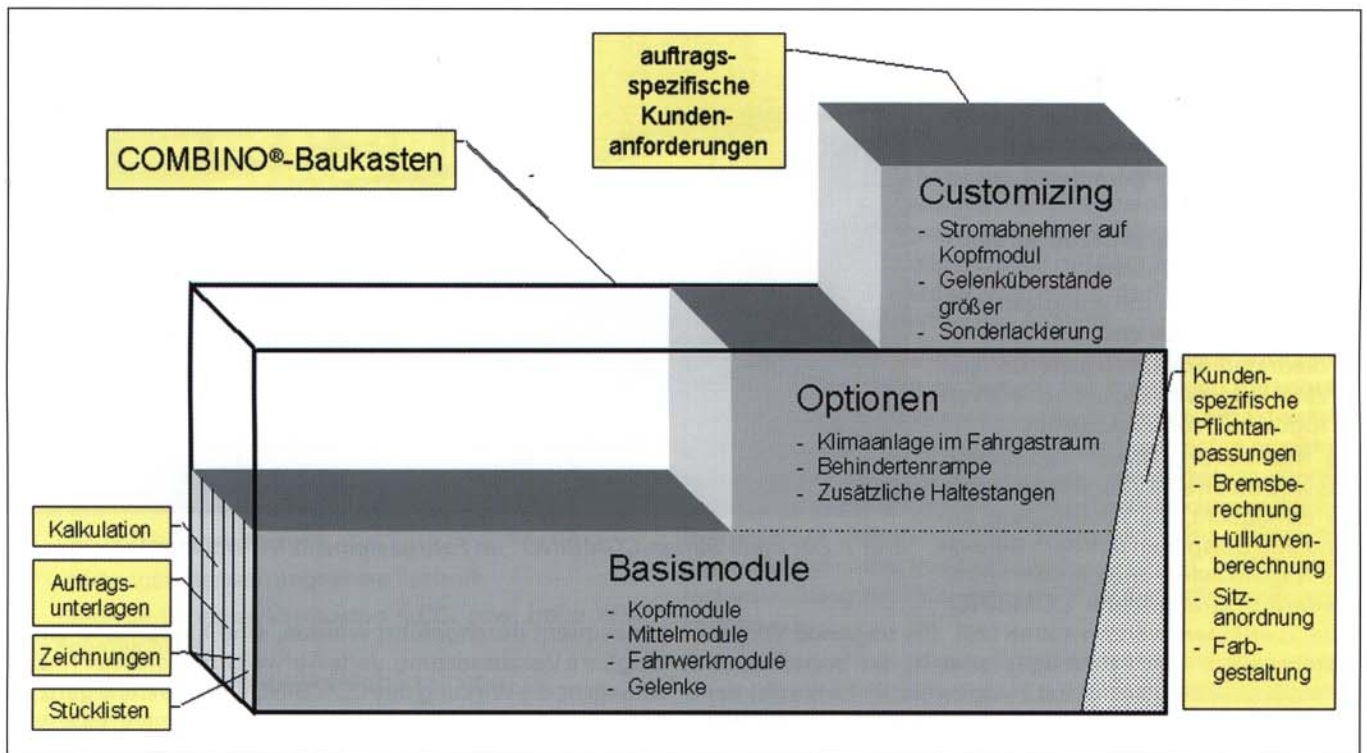 auftrags-
spezifische
Kunden-
anforderungen
COMBINO®-Baukasten
Customizing
- Stromabnehmer auf
Kopfmodul
- Gelenküberstände
größer
- Sonderlackierung
Optionen
- Klimaanlage im Fahrgastraum
- Behindertenrampe
- Zusätzliche Haltestangen
Kunden-
spezifische
Pflichtan-
passungen
- Bremsbe-
rechnung
- Hüllkurven-
berechnung
- Sitz-
anordnung
- Farb-
gestaltung
Kalkulation
Auftrags-
unterlagen
Zeichnungen
Stücklisten
Basismodule
- Kopfmodule
- Mittelmodule
- Fahrwerkmodule
- Gelenke